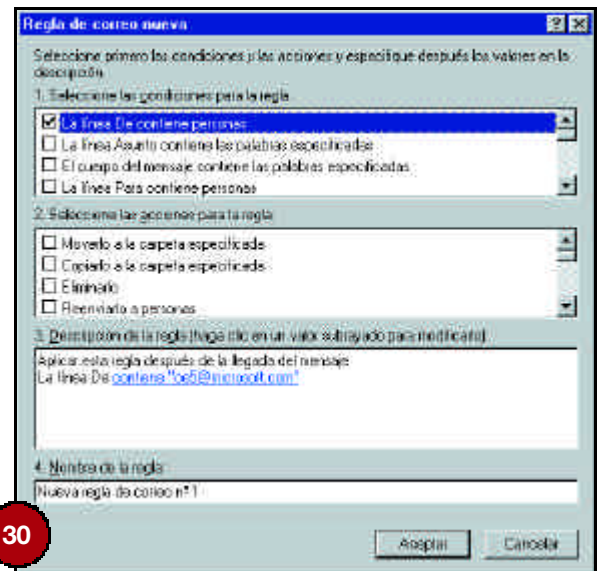 Regla de correo nueva
Seleccione primero las condiciones y las acciones y especifique después los valores en la
descripción.
1. Seleccione las condiciones para la regla:
La línea De contiene personas
La línea Asunto contiene las palabras especificadas
El cuerpo del mensaje contiene las palabras especificadas
La línea Para contiene personas
2. Seleccione las acciones para la regla:
Moverlo a la carpeta especificada
Copiarlo a la carpeta especificada
Eliminarlo
Reenviarlo a personas
3. Descripción de la regla (haga clic en un valor subrayado para modificarlo):
Aplicar esta regla después de la llegada del mensaje
La línea De contiene "oe5@microsoft.com"
4. Nombre de la regla:
Nueva regla de correo nº 1
30
Aceptar
Cancelar